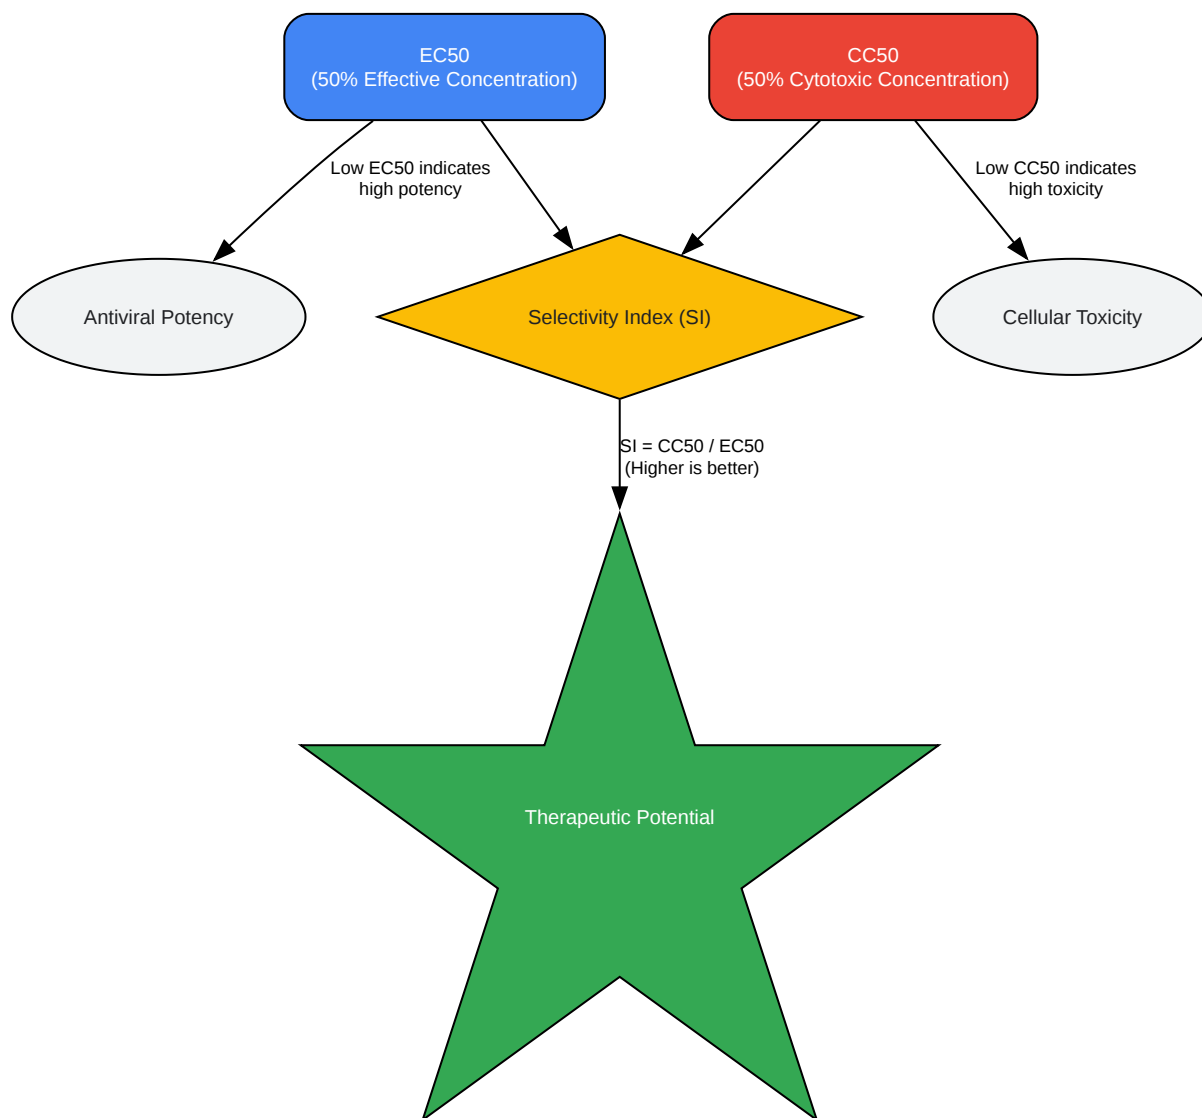 EC50
(50% Effective Concentration)
CC50
(50% Cytotoxic Concentration)
Low EC50 indicates
high potency
Low CC50 indicates
high toxicity
Antiviral Potency
Selectivity Index (SI)
Cellular Toxicity
SI = CC50 / EC50
(Higher is better)
Therapeutic Potential